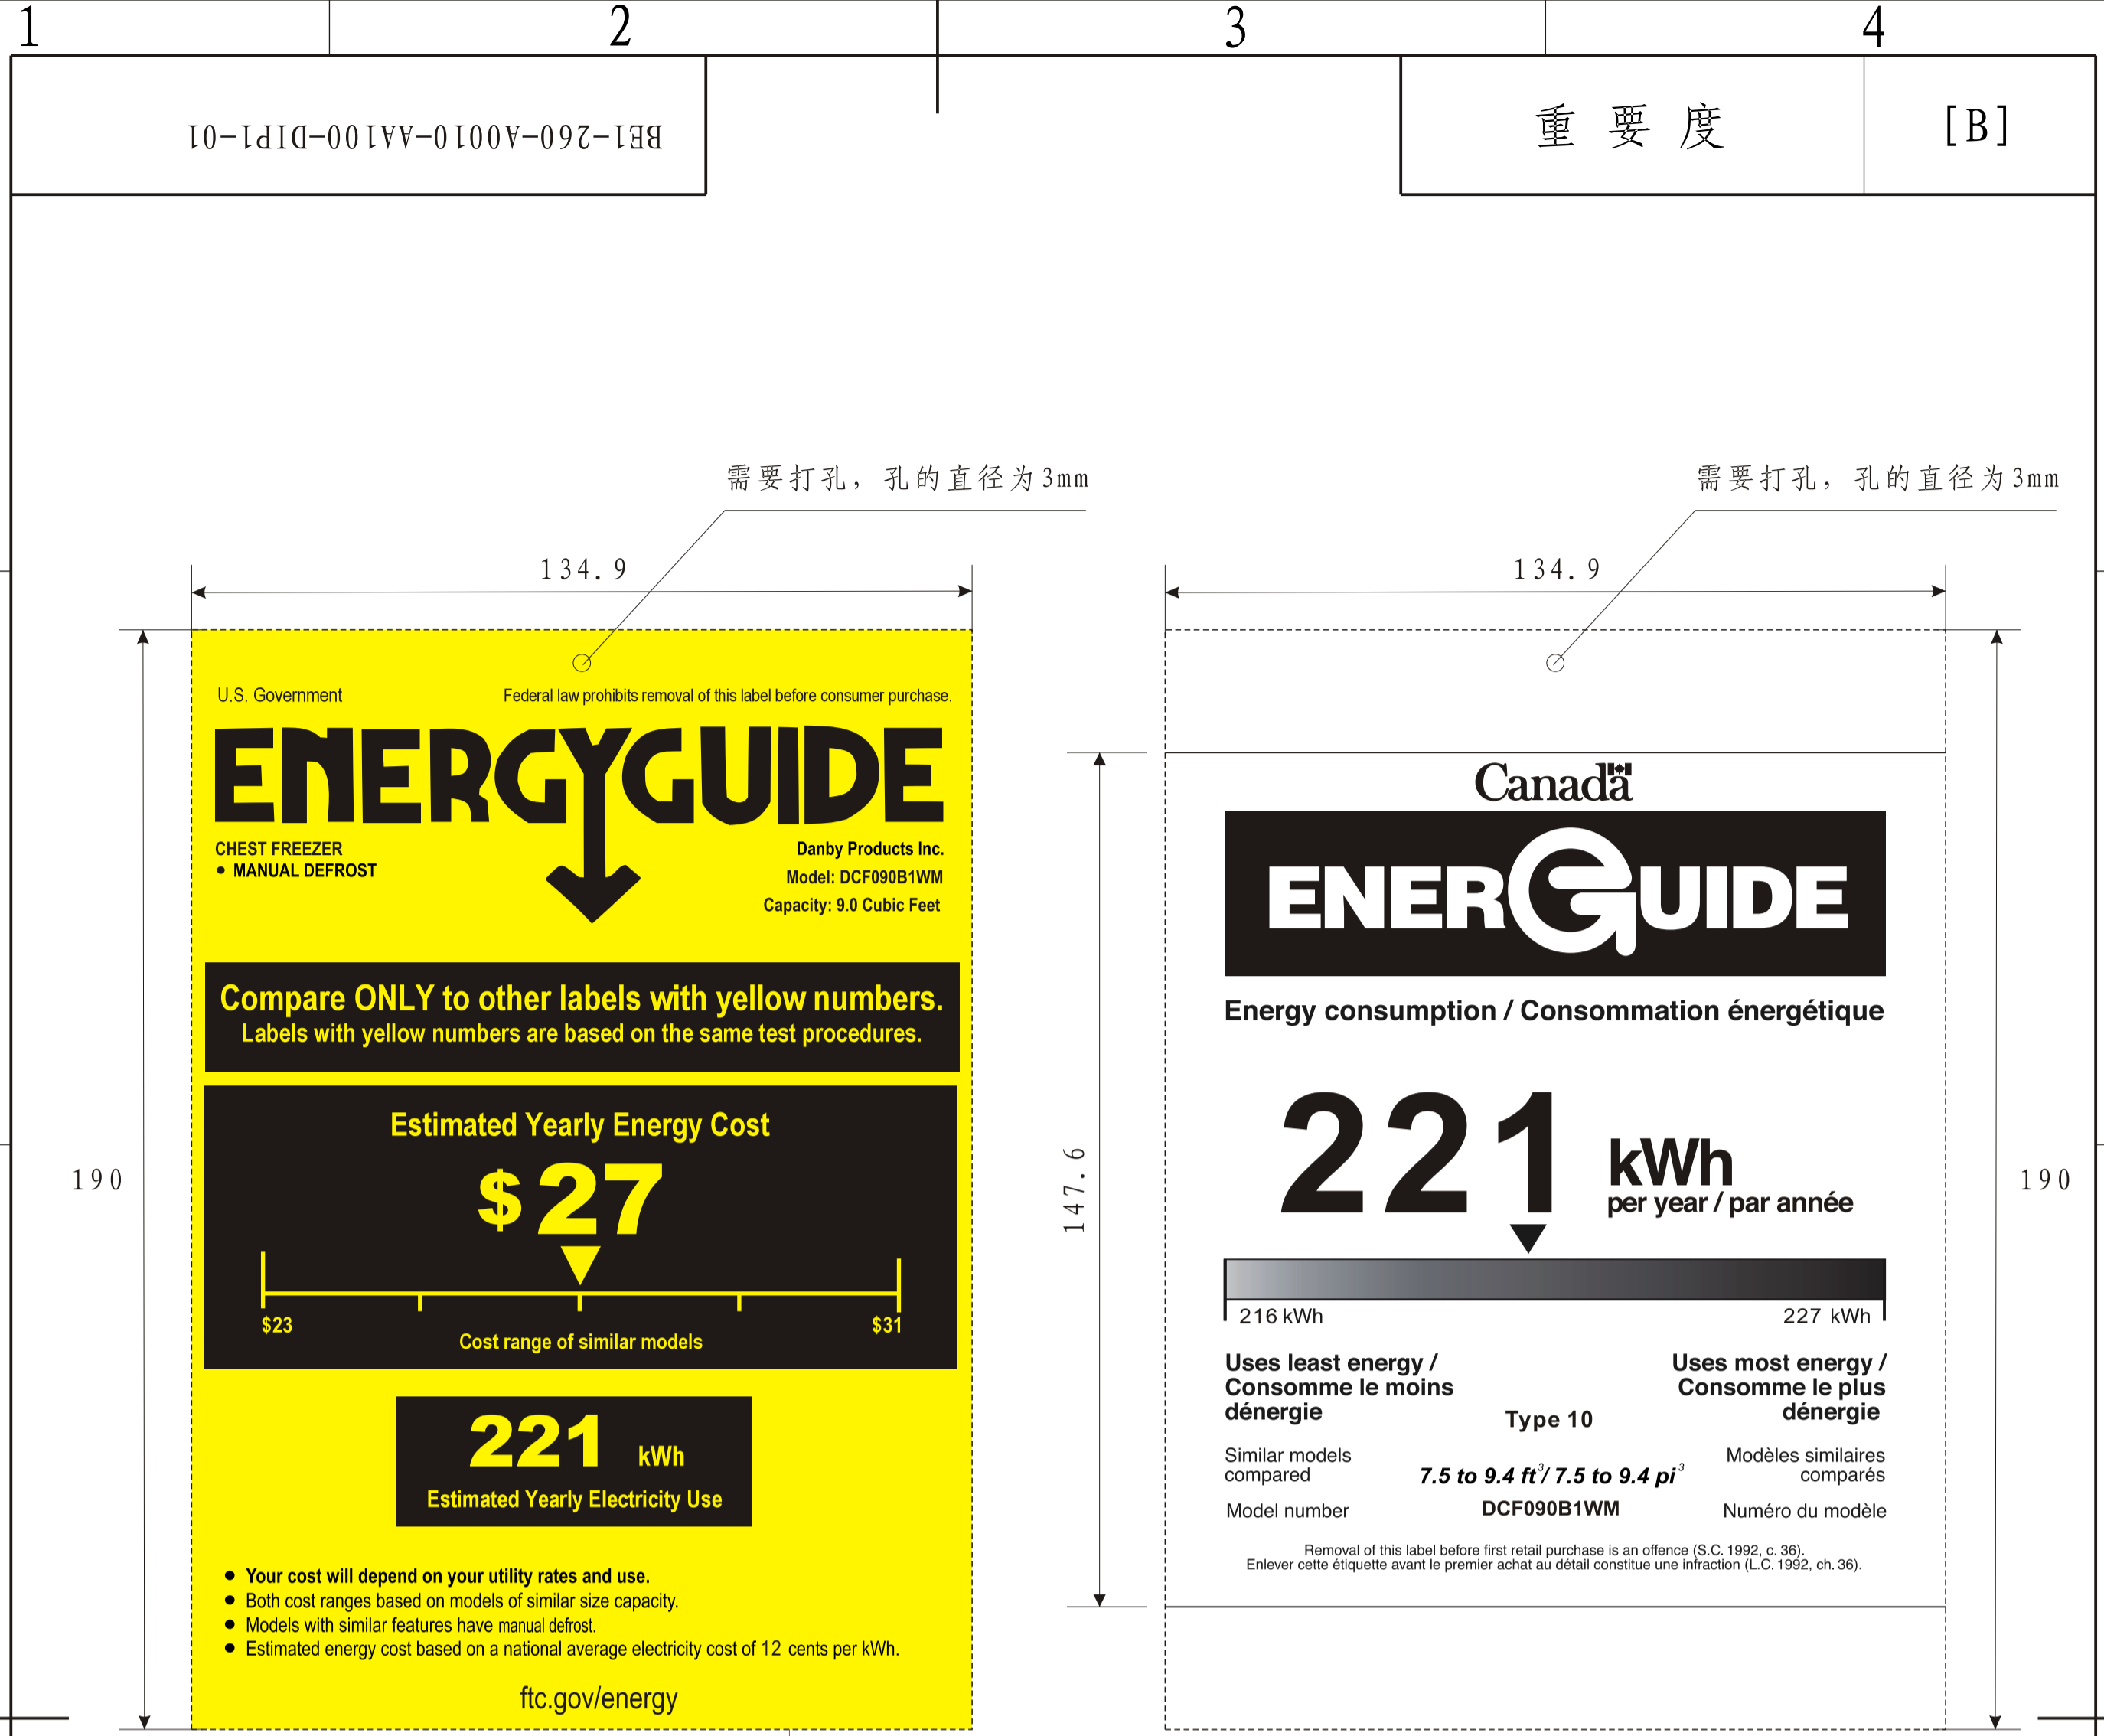 1 2 3 4
BE1-260-A0010-AA100-DIP1-01
重要度 [B]
需要打孔，孔的直径为3mm
134.9
190
U.S. Government Federal law prohibits removal of this label before consumer purchase.
ENERGYGUIDE
CHEST FREEZER
• MANUAL DEFROST
Danby Products Inc.
Model: DCF090B1WM
Capacity: 9.0 Cubic Feet
Compare ONLY to other labels with yellow numbers.
Labels with yellow numbers are based on the same test procedures.
Estimated Yearly Energy Cost
$27
$23 $31
Cost range of similar models
221 kWh
Estimated Yearly Electricity Use
• Your cost will depend on your utility rates and use.
• Both cost ranges based on models of similar size capacity.
• Models with similar features have manual defrost.
• Estimated energy cost based on a national average electricity cost of 12 cents per kWh.
ftc.gov/energy
需要打孔，孔的直径为3mm
134.9
147.6
190
Canada
ENERGUIDE
Energy consumption / Consommation énergétique
221 kWh
per year / par année
216 kWh 227 kWh
Uses least energy /
Consomme le moins
dénergie
Uses most energy /
Consomme le plus
dénergie
Type 10
Similar models
compared
7.5 to 9.4 ft³/ 7.5 to 9.4 pi³
Modèles similaires
comparés
Model number DCF090B1WM Numéro du modèle
Removal of this label before first retail purchase is an offence (S.C. 1992, c. 36).
Enlever cette étiquette avant le premier achat au détail constitue une infraction (L.C. 1992, ch. 36).